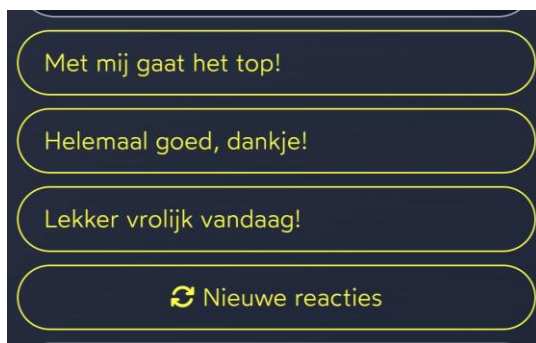 Met mij gaat het top!
Helemaal goed, dankje!
Lekker vrolijk vandaag!
Nieuwe reacties